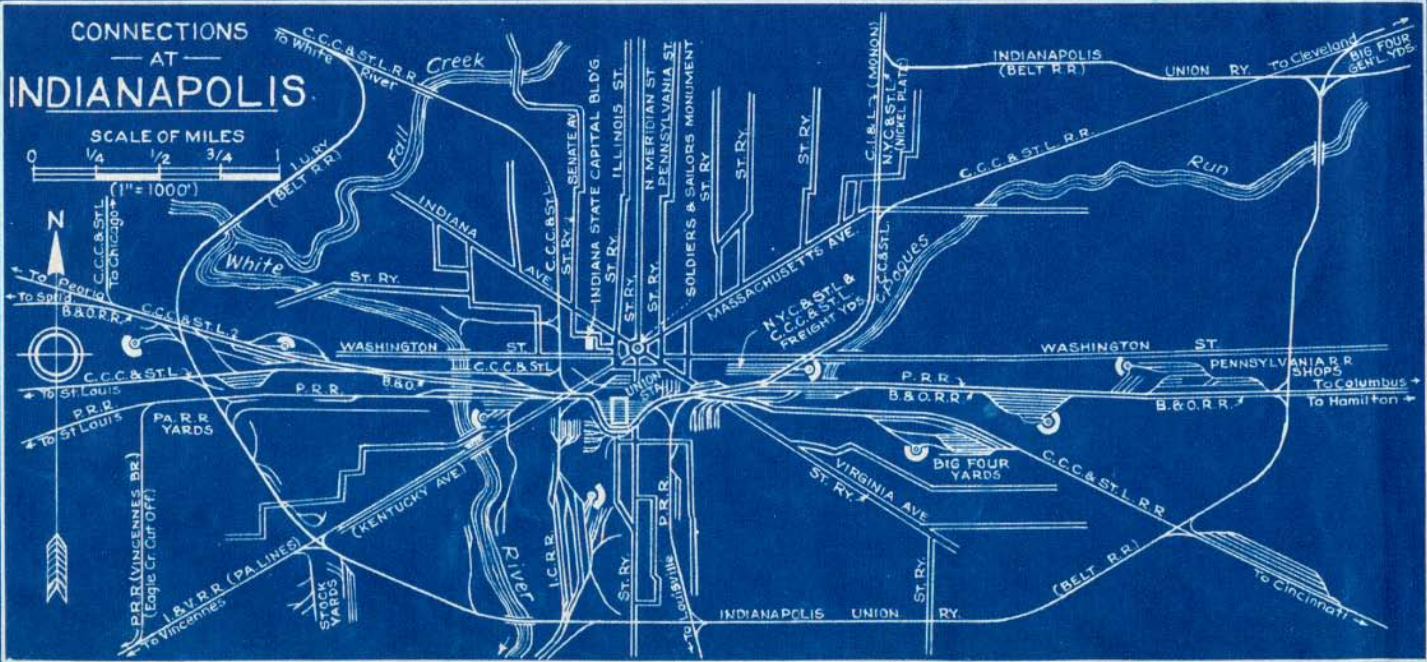 CONNECTIONS
AT
INDIANAPOLIS
SCALE OF MILES
0 1/4 1/2 3/4 1
(1"=1000')
N
C.C.C & ST.L. R.R.
To White River
Creek
Fall
I.U.RY
(BELT R.R)
C.C.C & ST.L
To Chicago
White
To Peoria
To Spfld
B.& O.R.R.
C.C.C & ST.L.
C.C.C & ST.L
To St. Louis
P.R.R.
To St Louis
PA. R.R
YARDS
P.R.R.
B.&O.
P.R.R (VINCENNES BR.)
(Eagle Cr. Cut Off)
I.& V.R.R (PA. LINES)
To Vincennes
STOCK
YARDS
(KENTUCKY AVE)
River
I.C.R.R
INDIANA AVE
ST. RY.
C.C.C & ST.L
SENATE AV.
ST. RY.
INDIANA STATE CAPITAL BLD'G.
ILLINOIS ST.
ST. RY.
N. MERIDIAN ST
ST. RY.
PENNSYLVANIA ST.
ST. RY.
SOLDIERS & SAILORS MONUMENT
ST. RY
ST. RY.
ST. RY.
MASSACHUSETTS AVE.
C.I & L (MONON)
N.Y.C & ST.L
(NICKEL PLATE)
C.C.C & ST.L
N.Y.C. & ST.L &
C.C.C & ST.L
FREIGHT YDS.
INDIANAPOLIS UNION RY.
(BELT R.R)
To Cleveland
BIG FOUR
GEN'L YDS.
C.C.C. & ST.L R.R.
Run
WASHINGTON ST.
C.C.C & ST.L
UNION STA.
WASHINGTON ST.
P.R.R
B.& O.R.R
PENNSYLVANIA R.R
SHOPS
B.& O.R.R.
To Columbus
To Hamilton
BIG FOUR
YARDS
C.C.C & ST.L R.R
VIRGINIA AVE
ST. RY.
ST. RY.
ST. RY.
P.R.R
To Louisville
INDIANAPOLIS UNION RY.
(BELT R.R)
To Cincinnati